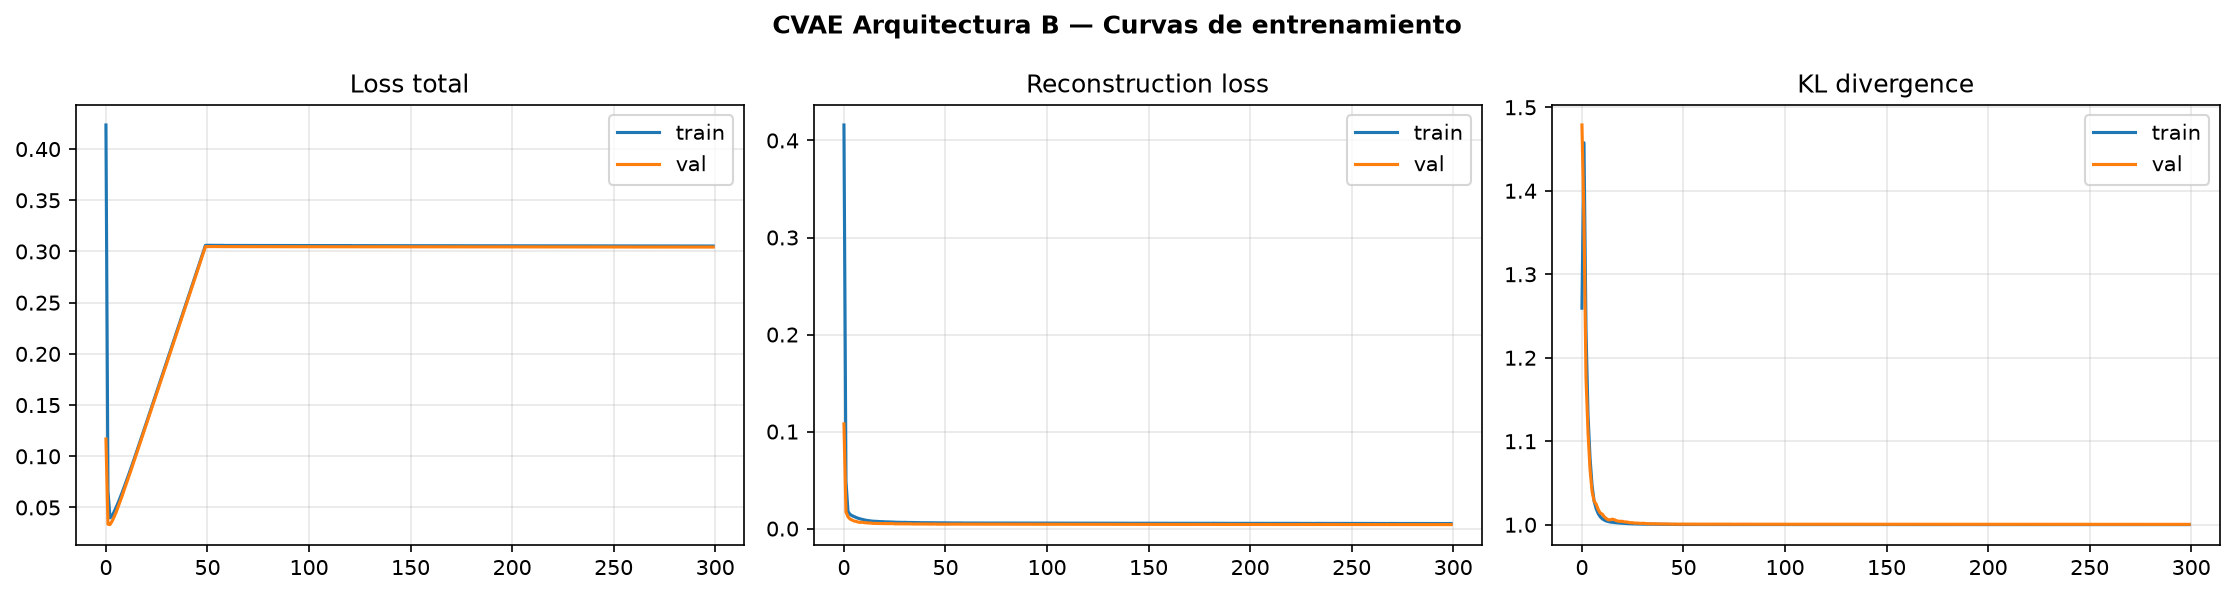 CVAE Arquitectura B — Curvas de entrenamiento
Loss total
0.40
0.35
0.30
0.25
0.20
0.15
0.10
0.05
0 50 100 150 200 250 300
train
val
Reconstruction loss
0.4
0.3
0.2
0.1
0.0
0 50 100 150 200 250 300
train
val
KL divergence
1.5
1.4
1.3
1.2
1.1
1.0
0 50 100 150 200 250 300
train
val